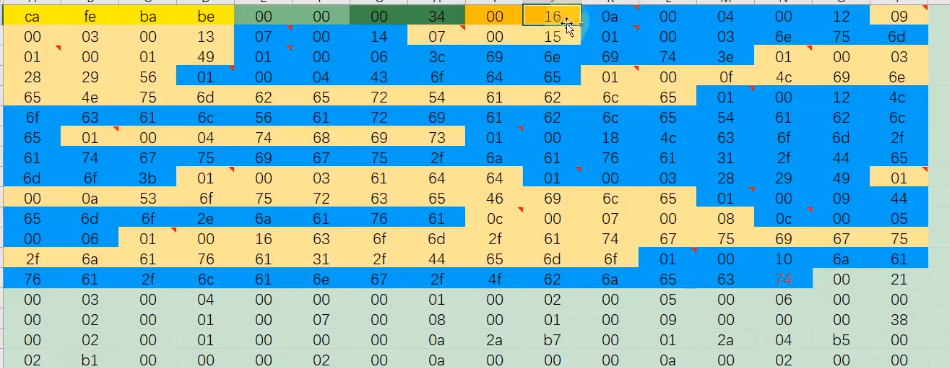 ca fe ba be 00 00 00 34 00 16 0a 00 04 00 12 09
00 03 00 13 07 00 14 07 00 15 01 00 03 6e 75 6d
01 00 01 49 01 00 06 3c 69 6e 69 74 3e 01 00 03
28 29 56 01 00 04 43 6f 64 65 01 00 0f 4c 69 6e
65 4e 75 6d 62 65 72 54 61 62 6c 65 01 00 12 4c
6f 63 61 6c 56 61 72 69 61 62 6c 65 54 61 62 6c
65 01 00 04 74 68 69 73 01 00 18 4c 63 6f 6d 2f
61 74 67 75 69 67 75 2f 6a 61 76 61 31 2f 44 65
6d 6f 3b 01 00 03 61 64 64 01 00 03 28 29 49 01
00 0a 53 6f 75 72 63 65 46 69 6c 65 01 00 09 44
65 6d 6f 2e 6a 61 76 61 0c 00 07 00 08 0c 00 05
00 06 01 00 16 63 6f 6d 2f 61 74 67 75 69 67 75
2f 6a 61 76 61 31 2f 44 65 6d 6f 01 00 10 6a 61
76 61 2f 6c 61 6e 67 2f 4f 62 6a 65 63 74 00 21
00 03 00 04 00 00 00 01 00 02 00 05 00 06 00 00
00 02 00 01 00 07 00 08 00 01 00 09 00 00 00 38
00 02 00 01 00 00 00 0a 2a b7 00 01 2a 04 b5 00
02 b1 00 00 00 02 00 0a 00 00 00 0a 00 02 00 00